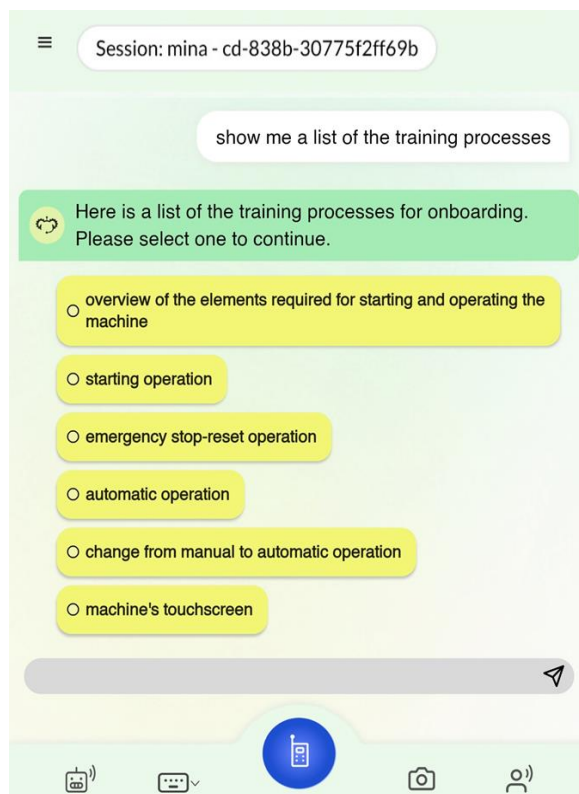 Session: mina - cd-838b-30775f2ff69b
show me a list of the training processes
Here is a list of the training processes for onboarding.
Please select one to continue.
overview of the elements required for starting and operating the
machine
starting operation
emergency stop-reset operation
automatic operation
change from manual to automatic operation
machine's touchscreen